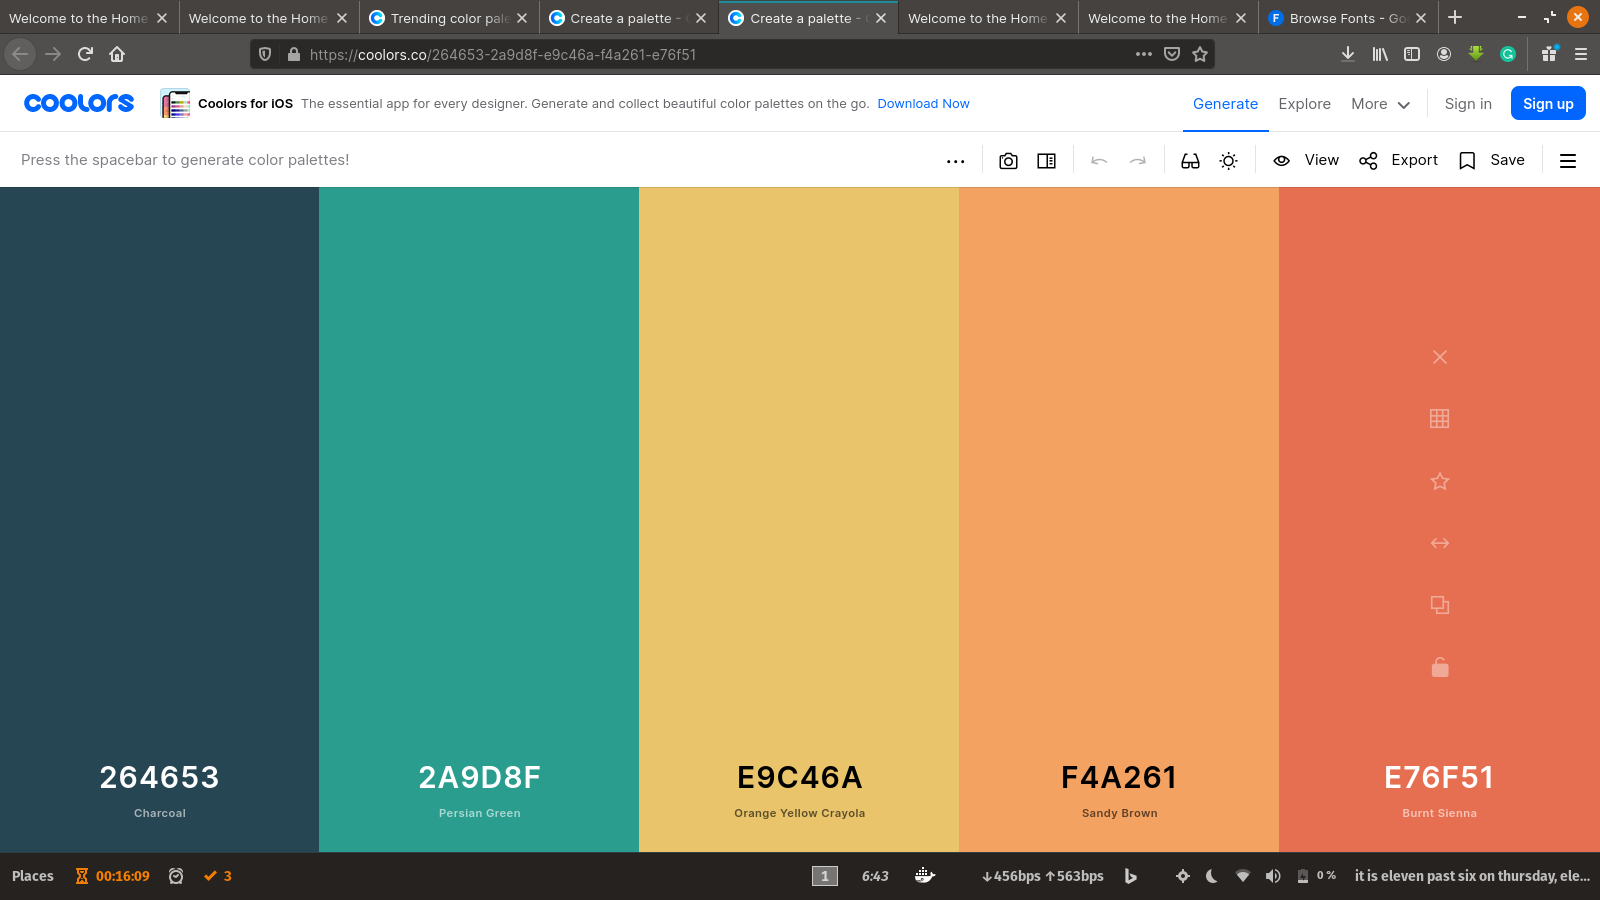 Welcome to the Home
Welcome to the Home
Trending color pale
Create a palette - C
Create a palette - C
Welcome to the Home
Welcome to the Home
Browse Fonts - Goo
https://coolors.co/264653-2a9d8f-e9c46a-f4a261-e76f51
coolors
Coolors for iOS The essential app for every designer. Generate and collect beautiful color palettes on the go. Download Now
Generate
Explore
More
Sign in
Sign up
Press the spacebar to generate color palettes!
View
Export
Save
264653
Charcoal
2A9D8F
Persian Green
E9C46A
Orange Yellow Crayola
F4A261
Sandy Brown
E76F51
Burnt Sienna
Places
00:16:09
3
1
6:43
↓456bps ↑563bps
0 %
it is eleven past six on thursday, ele...